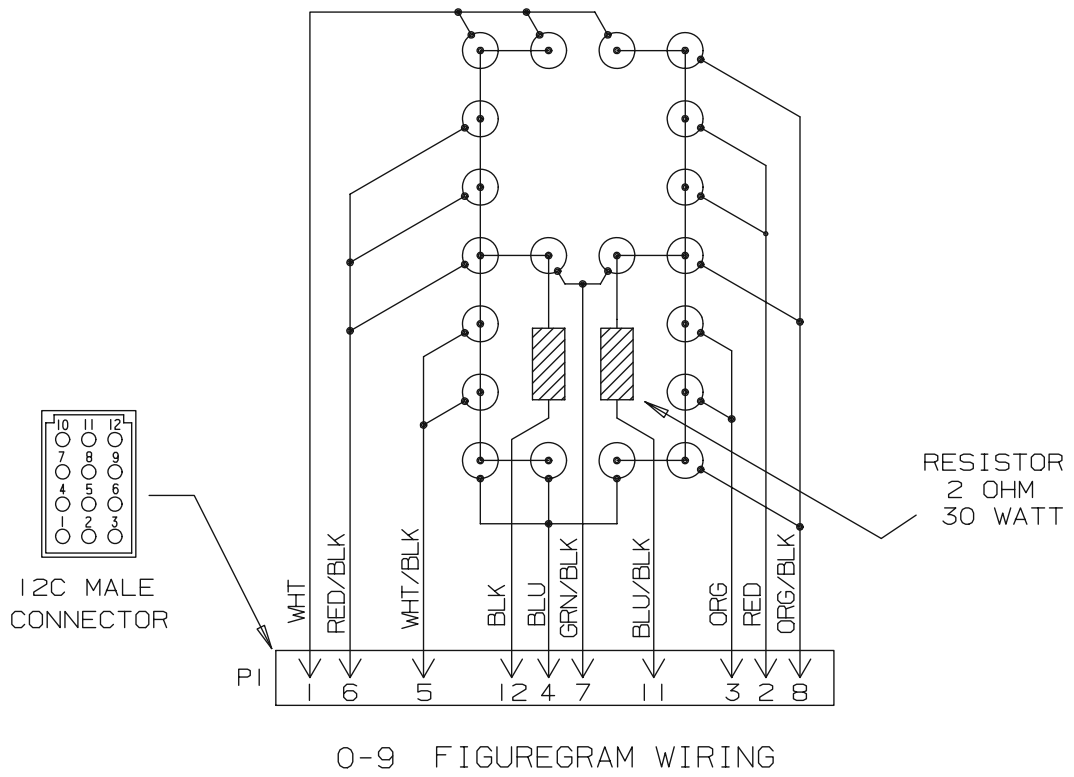 10 11 12
7 8 9
4 5 6
1 2 3
12C MALE
CONNECTOR
RESISTOR
2 OHM
30 WATT
WHT
RED/BLK
WHT/BLK
BLK
BLU
GRN/BLK
BLU/BLK
ORG
RED
ORG/BLK
P1
1 6 5 12 4 7 11 3 2 8
0-9 FIGUREGRAM WIRING